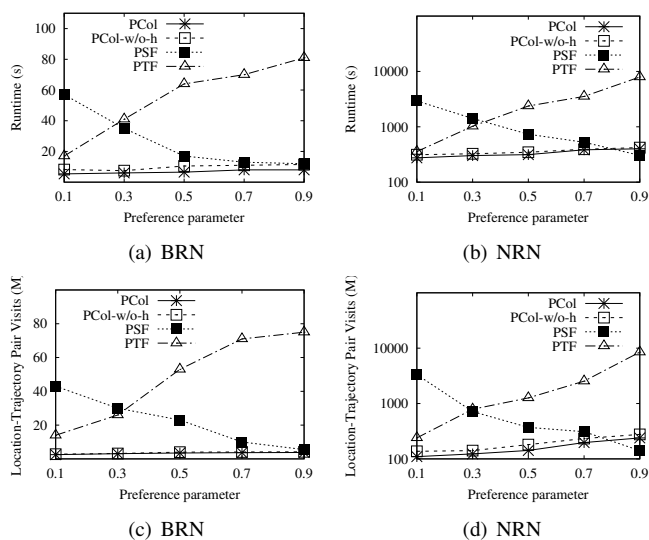 100
80
60
40
20
0
Runtime (s)
PCol
PCol-w/o-h
PSF
PTF
0.1 0.3 0.5 0.7 0.9
Preference parameter
(a) BRN
10000
1000
100
Runtime (s)
PCol
PCol-w/o-h
PSF
PTF
0.1 0.3 0.5 0.7 0.9
Preference parameter
(b) NRN
80
60
40
20
Location-Trajectory Pair Visits (M)
PCol
PCol-w/o-h
PSF
PTF
0.1 0.3 0.5 0.7 0.9
Preference parameter
(c) BRN
10000
1000
100
Location-Trajectory Pair Visits (M)
PCol
PCol-w/o-h
PSF
PTF
0.1 0.3 0.5 0.7 0.9
Preference parameter
(d) NRN